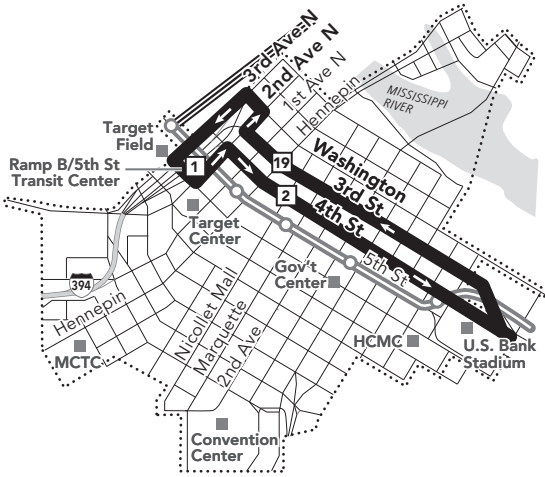 3rd Ave N
2nd Ave N
1st Ave N
Hennepin
MISSISSIPPI
RIVER
Target
Field
Ramp B/5th St
Transit Center
1
19
2
Washington
3rd St
4th St
5th St
Target
Center
Gov't
Center
394
Hennepin
Nicollet Mall
Marquette
2nd Ave
MCTC
HCMC
U.S. Bank
Stadium
Convention
Center